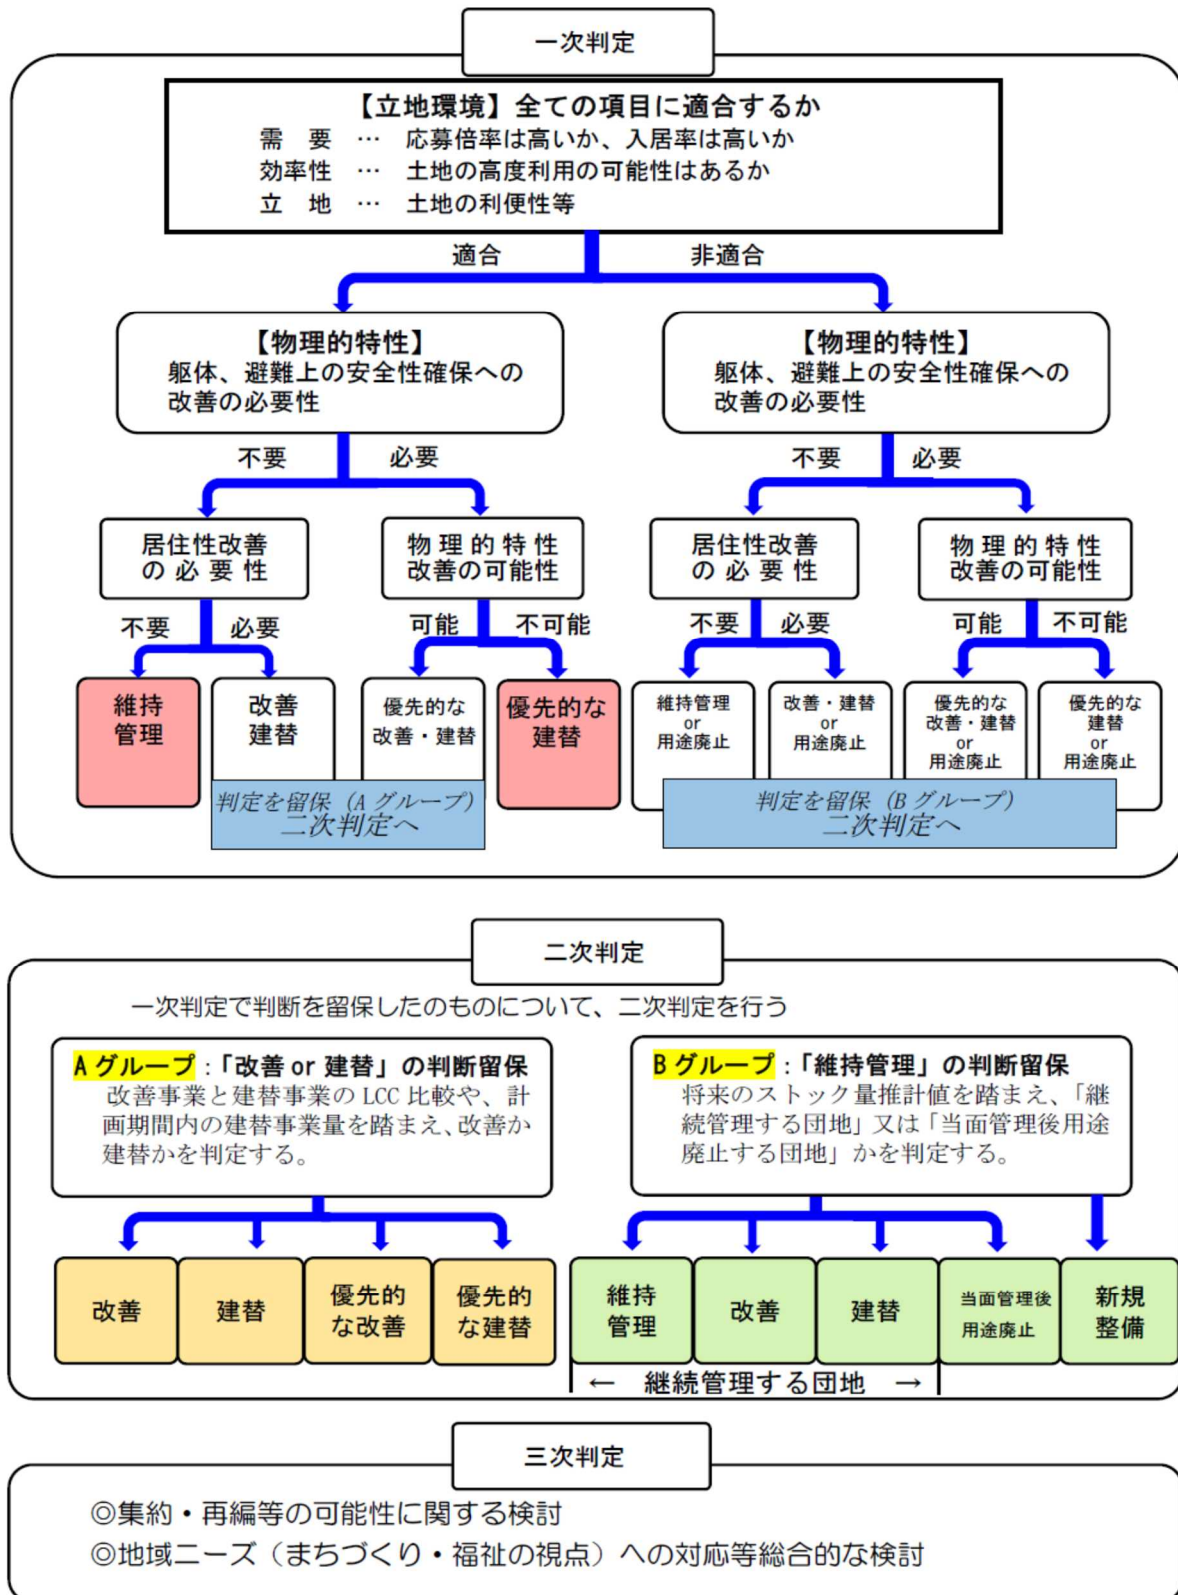 一次判定
【立地環境】全ての項目に適合するか
需　要　…　応募倍率は高いか、入居率は高いか
効率性　…　土地の高度利用の可能性はあるか
立　地　…　土地の利便性等
適合　非適合
【物理的特性】
躯体、避難上の安全性確保への
改善の必要性
【物理的特性】
躯体、避難上の安全性確保への
改善の必要性
不要　必要
不要　必要
居住性改善
の必要性
物理的特性
改善の可能性
居住性改善
の必要性
物理的特性
改善の可能性
不要　必要
可能　不可能
不要　必要
可能　不可能
維持
管理
改善
建替
優先的な
改善・建替
優先的な
建替
維持管理
or
用途廃止
改善・建替
or
用途廃止
優先的な
改善・建替
or
用途廃止
優先的な
建替
or
用途廃止
判定を留保（A グループ）
二次判定へ
判定を留保（B グループ）
二次判定へ
二次判定
一次判定で判断を留保したのものについて、二次判定を行う
A グループ：「改善 or 建替」の判断留保
改善事業と建替事業の LCC 比較や、計
画期間内の建替事業量を踏まえ、改善か
建替かを判定する。
B グループ：「維持管理」の判断留保
将来のストック量推計値を踏まえ、「継
続管理する団地」又は「当面管理後用途
廃止する団地」かを判定する。
改善
建替
優先的
な改善
優先的
な建替
維持
管理
改善
建替
当面管理後
用途廃止
新規
整備
←　継続管理する団地　→
三次判定
◎集約・再編等の可能性に関する検討
◎地域ニーズ（まちづくり・福祉の視点）への対応等総合的な検討